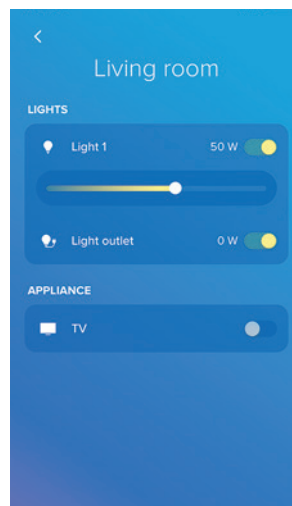 Living room
LIGHTS
Light 1 50 W
Light outlet 0 W
APPLIANCE
TV